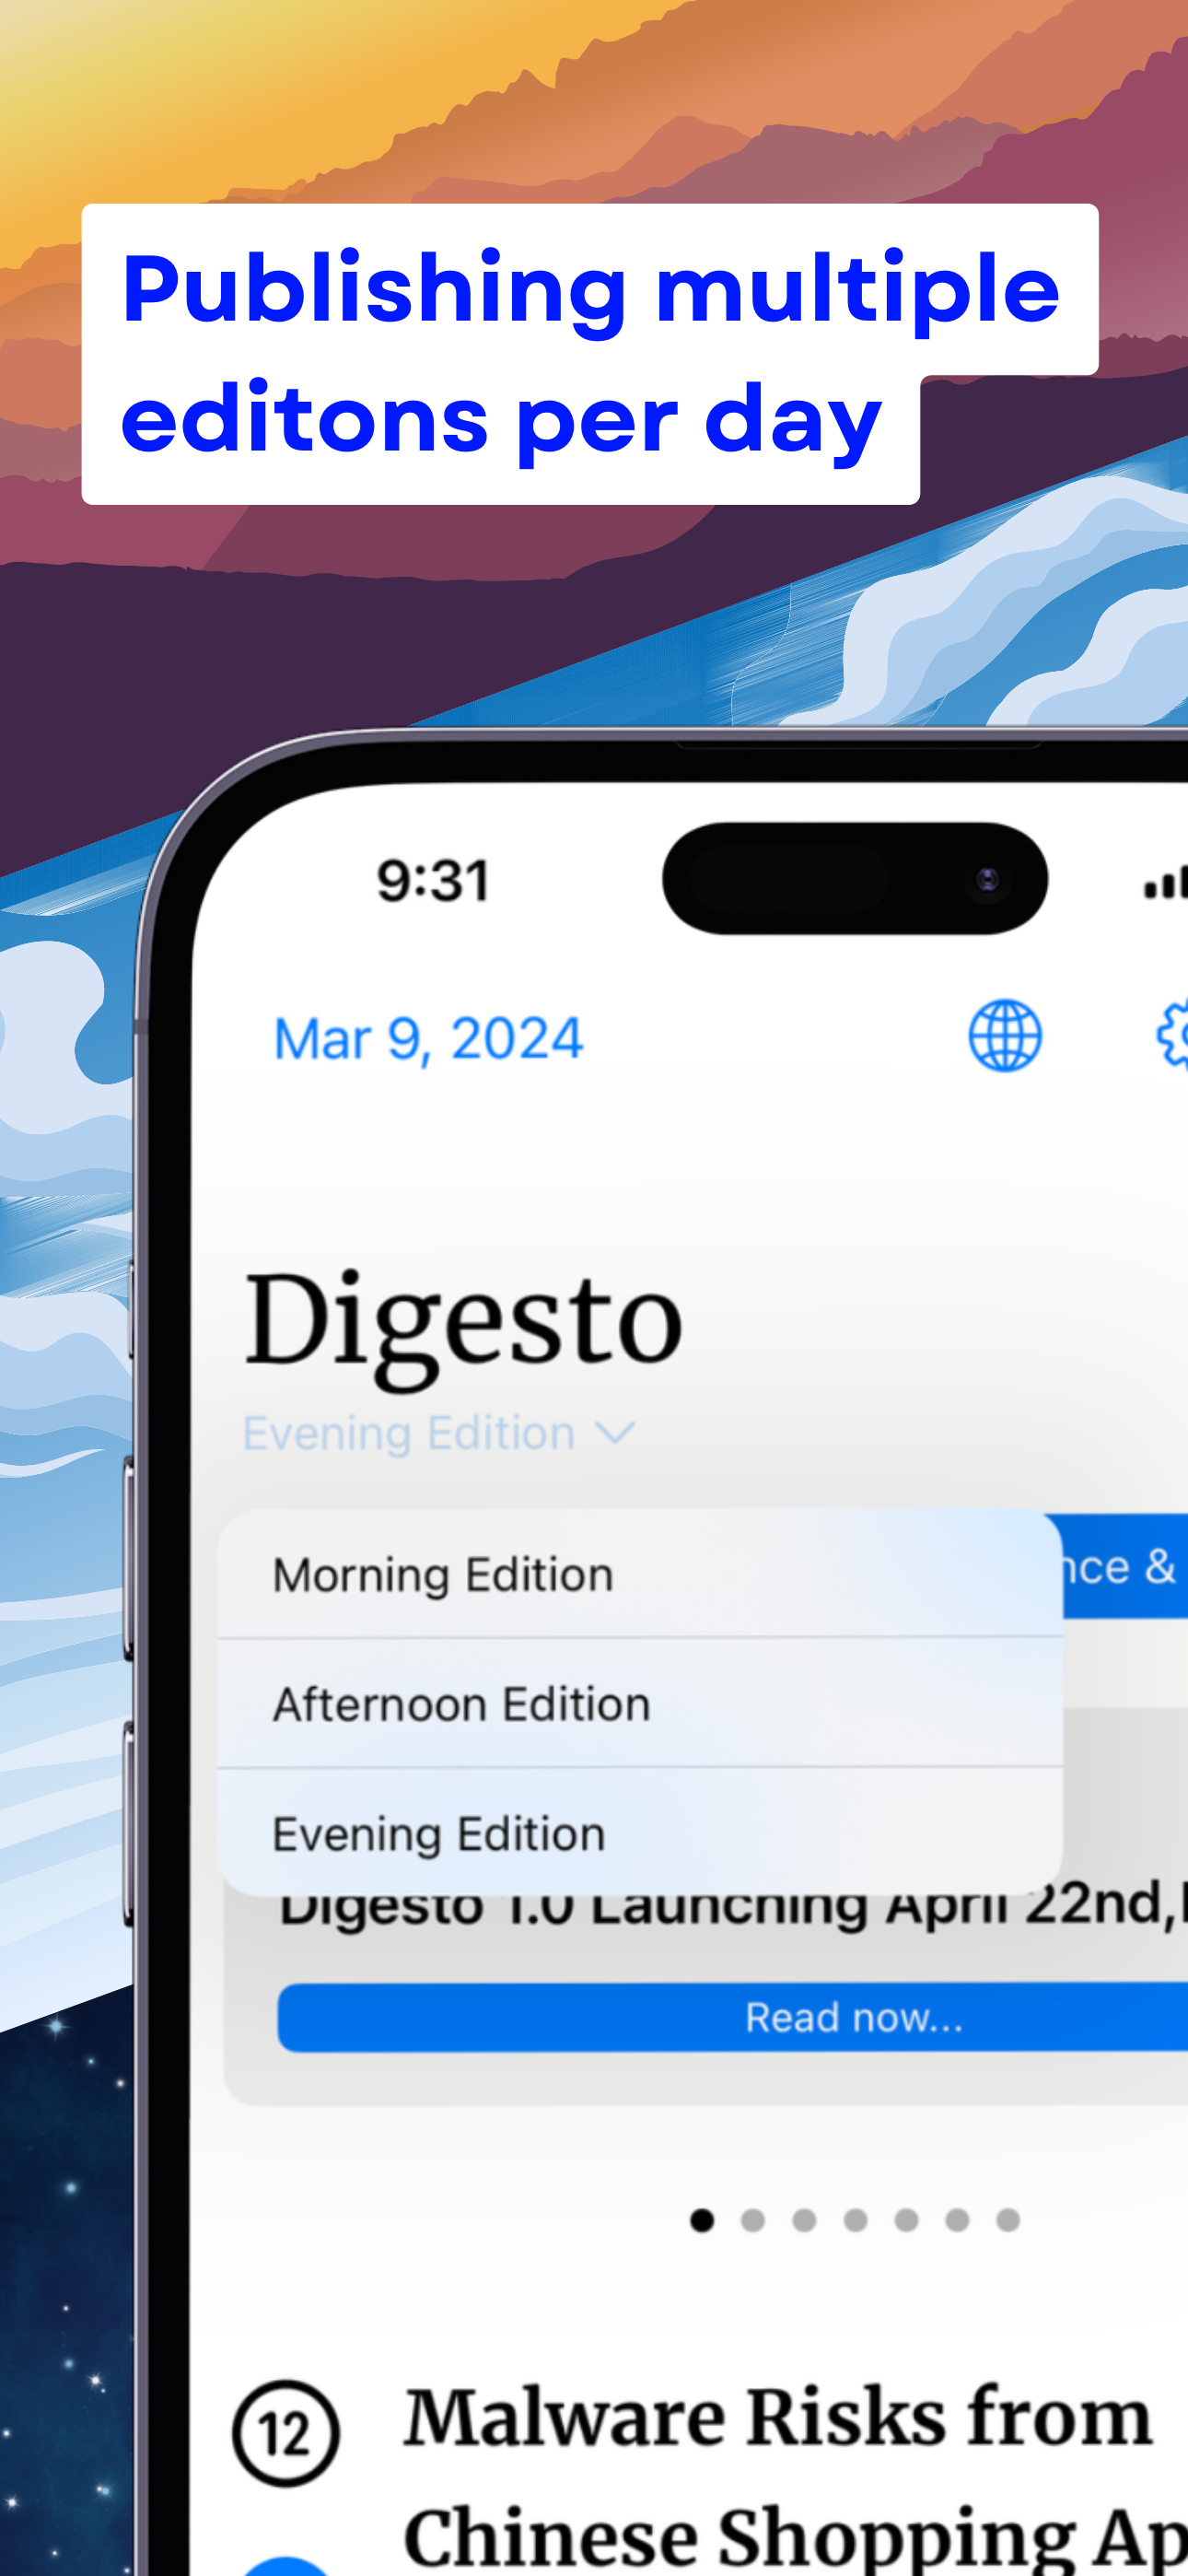 Publishing multiple
editons per day
9:31
Mar 9, 2024
Digesto
Evening Edition
Morning Edition
nce &
Afternoon Edition
Evening Edition
Digesto 1.0 Launching April 22nd,
Read now...
12
Malware Risks from
Chinese Shopping Ap